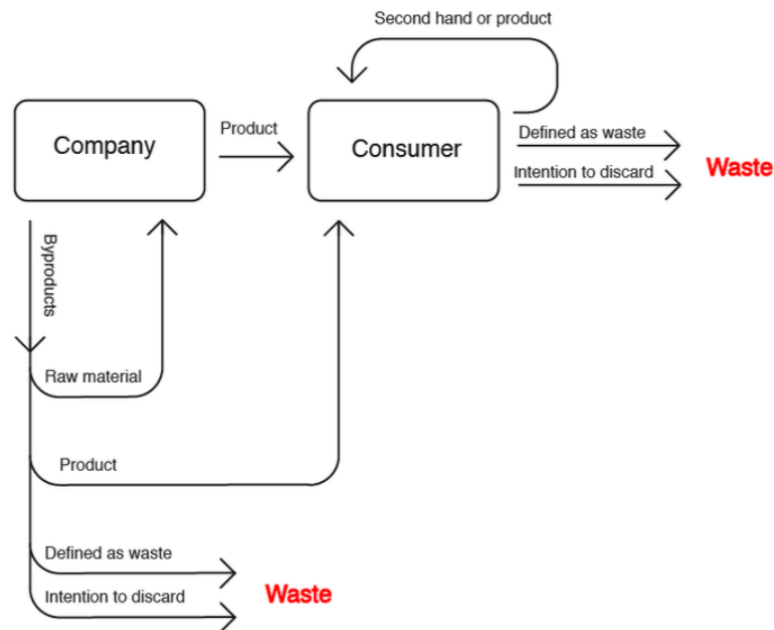 Second hand or product
Company
Product
Consumer
Defined as waste
Intention to discard
Waste
Byproducts
Raw material
Product
Defined as waste
Intention to discard
Waste